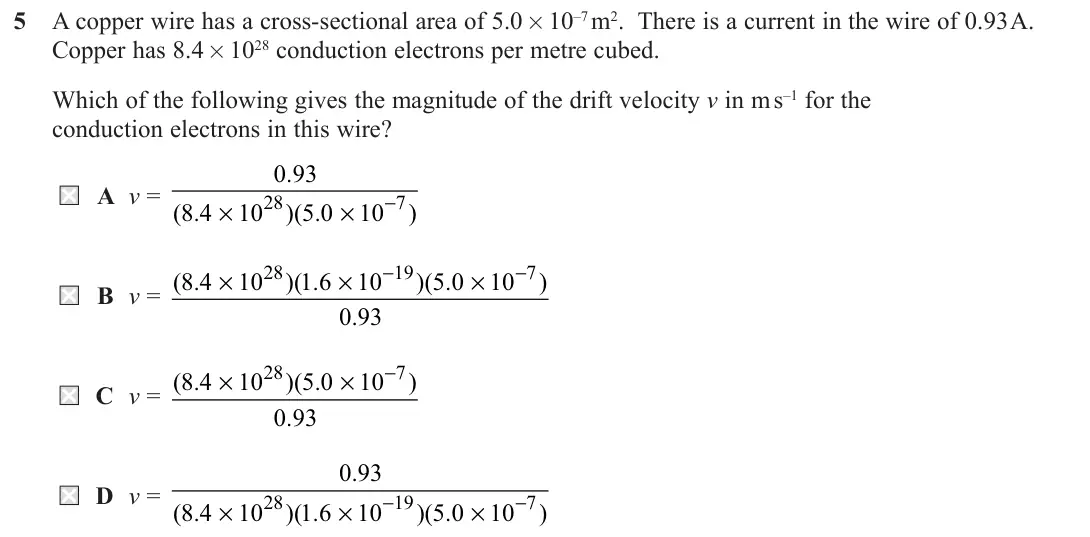 5 A copper wire has a cross-sectional area of 5.0 × 10⁻⁷ m². There is a current in the wire of 0.93 A.
Copper has 8.4 × 10²⁸ conduction electrons per metre cubed.
Which of the following gives the magnitude of the drift velocity v in m s⁻¹ for the
conduction electrons in this wire?
0.93
A v =
(8.4 × 10²⁸)(5.0 × 10⁻⁷)
(8.4 × 10²⁸)(1.6 × 10⁻¹⁹)(5.0 × 10⁻⁷)
B v =
0.93
(8.4 × 10²⁸)(5.0 × 10⁻⁷)
C v =
0.93
0.93
D v =
(8.4 × 10²⁸)(1.6 × 10⁻¹⁹)(5.0 × 10⁻⁷)